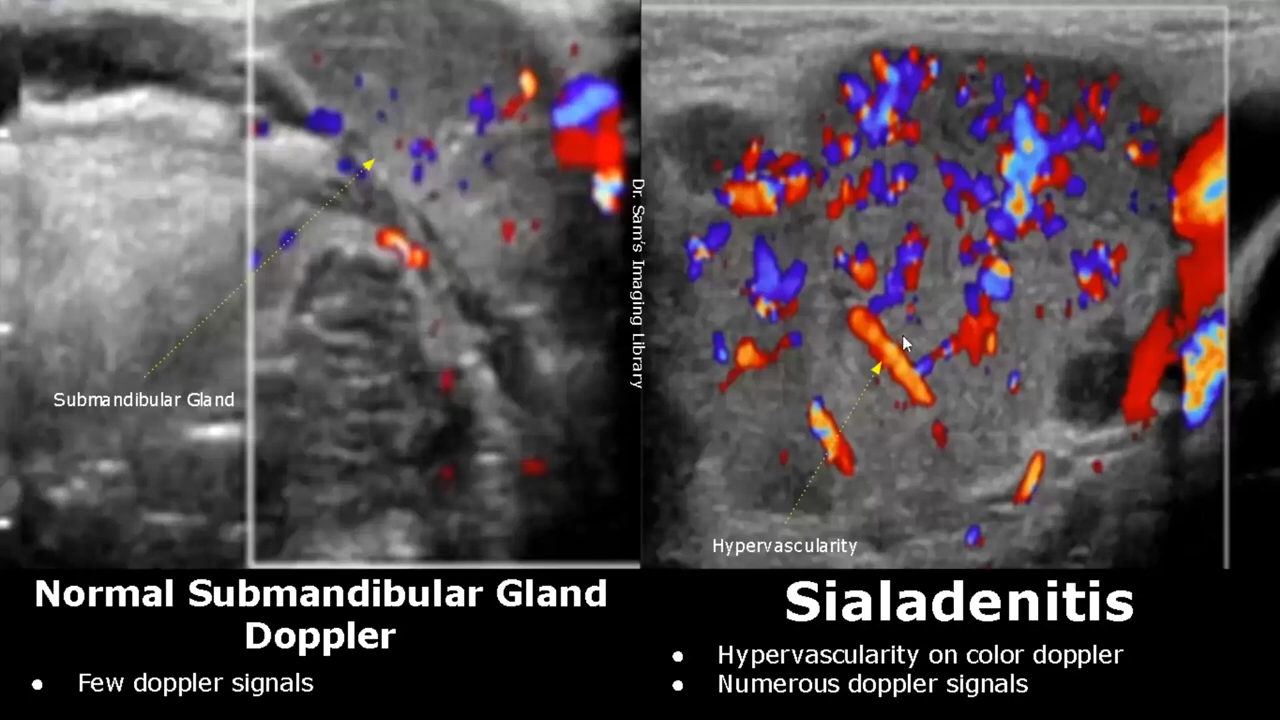 Submandibular Gland
Dr. Sam's Imaging Library
Hypervascularity
Normal Submandibular Gland
Doppler
• Few doppler signals
Sialadenitis
• Hypervascularity on color doppler
• Numerous doppler signals